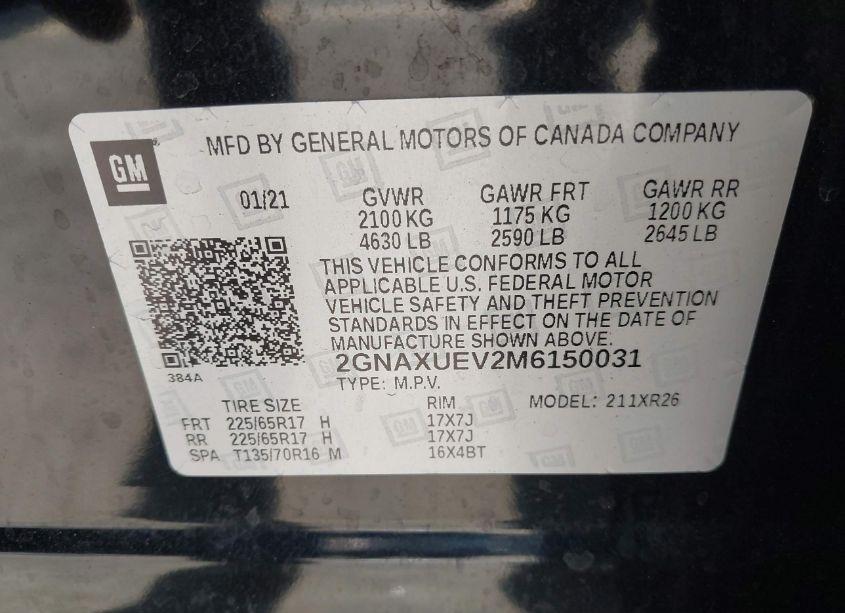 MFD BY GENERAL MOTORS OF CANADA COMPANY
GM
01/21 GVWR GAWR FRT GAWR RR
2100 KG 1175 KG 1200 KG
4630 LB 2590 LB 2645 LB
THIS VEHICLE CONFORMS TO ALL
APPLICABLE U.S. FEDERAL MOTOR
VEHICLE SAFETY AND THEFT PREVENTION
STANDARDS IN EFFECT ON THE DATE OF
MANUFACTURE SHOWN ABOVE.
2GNAXUEV2M6150031
384A
TYPE: M.P.V.
TIRE SIZE RIM MODEL: 211XR26
FRT 225/65R17 H 17X7J
RR 225/65R17 H 17X7J
SPA T135/70R16 M 16X4BT